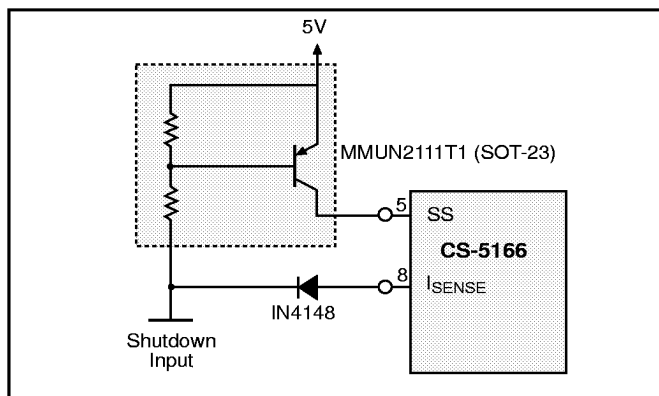 5V
MMUN2111T1 (SOT-23)
5
SS
CS-5166
8
ISENSE
IN4148
Shutdown
Input